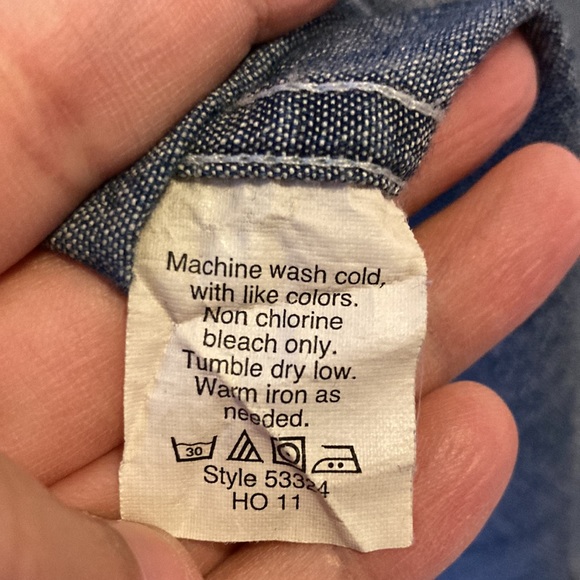 Machine wash cold,
with like colors.
Non chlorine
bleach only.
Tumble dry low.
Warm iron as
needed.
30
Style
HO 11